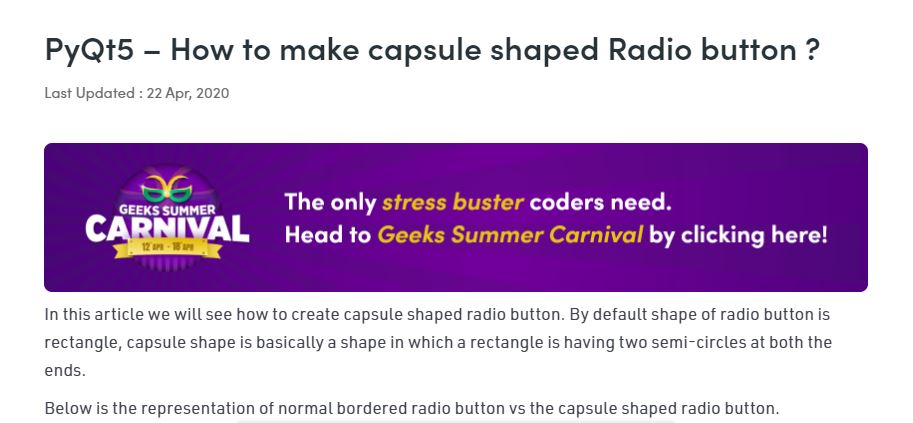 PyQt5 – How to make capsule shaped Radio button ?
Last Updated : 22 Apr, 2020
GEEKS SUMMER
CARNIVAL
12 APR - 18 APR
The only stress buster coders need.
Head to Geeks Summer Carnival by clicking here!
In this article we will see how to create capsule shaped radio button. By default shape of radio button is
rectangle, capsule shape is basically a shape in which a rectangle is having two semi-circles at both the
ends.
Below is the representation of normal bordered radio button vs the capsule shaped radio button.